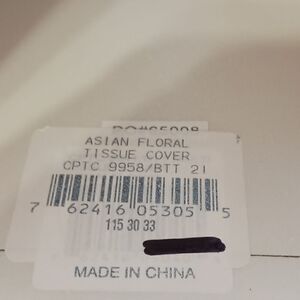 ASIAN FLORAL
TISSUE COVER
CPTC 9958/BTT 21
7 62416 05305 5
115 30 33
MADE IN CHINA